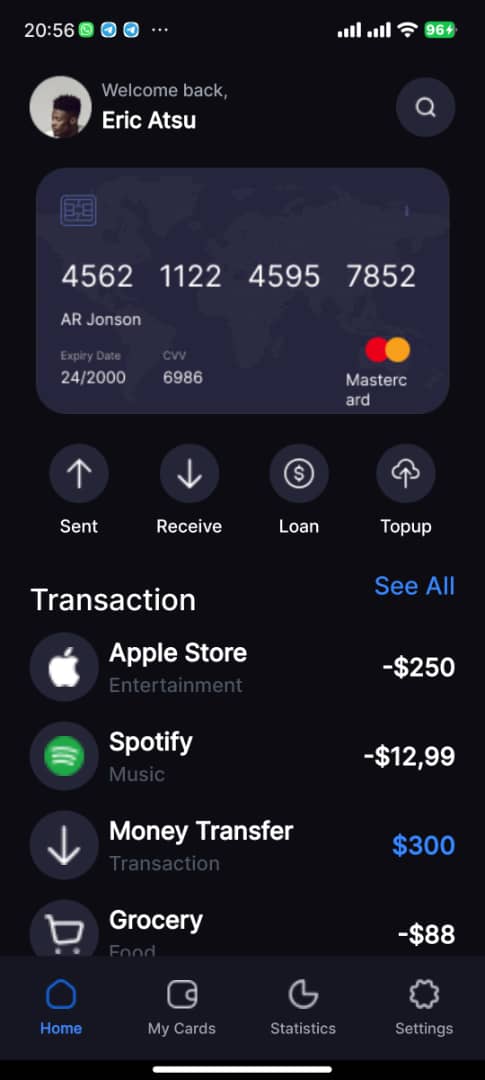 20:56 ...
96
Welcome back,
Eric Atsu
4562 1122 4595 7852
AR Jonson
Expiry Date CVV
24/2000 6986
Masterc
ard
Sent Receive Loan Topup
Transaction See All
Apple Store
Entertainment
-$250
Spotify
Music
-$12,99
Money Transfer
Transaction
$300
Grocery
Food
-$88
Home My Cards Statistics Settings